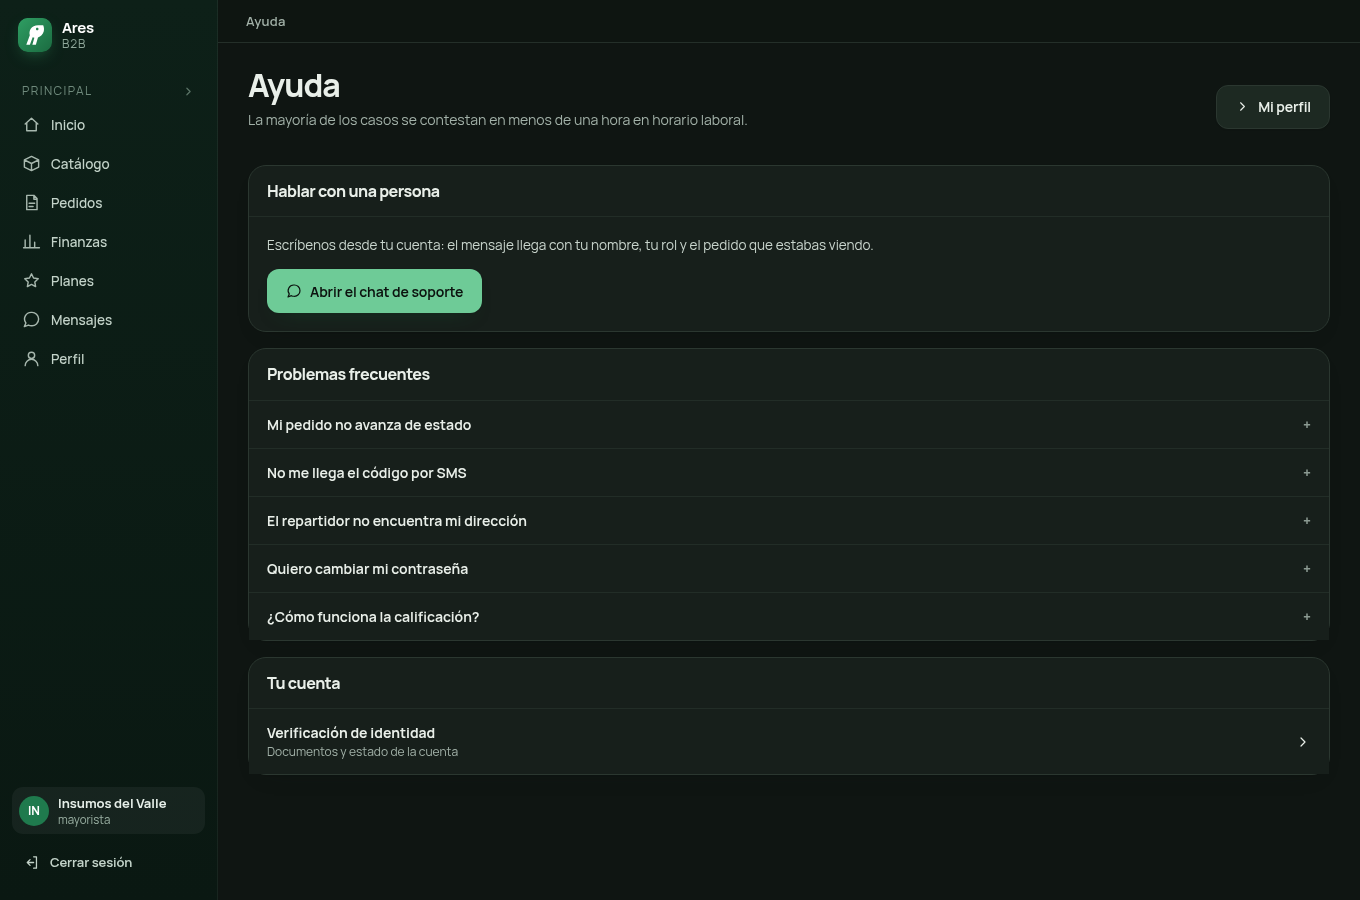 Ares
B2B
PRINCIPAL
Inicio
Catálogo
Pedidos
Finanzas
Planes
Mensajes
Perfil
IN
Insumos del Valle
mayorista
Cerrar sesión
Ayuda
Ayuda
La mayoría de los casos se contestan en menos de una hora en horario laboral.
Mi perfil
Hablar con una persona
Escríbenos desde tu cuenta: el mensaje llega con tu nombre, tu rol y el pedido que estabas viendo.
Abrir el chat de soporte
Problemas frecuentes
Mi pedido no avanza de estado +
No me llega el código por SMS +
El repartidor no encuentra mi dirección +
Quiero cambiar mi contraseña +
¿Cómo funciona la calificación? +
Tu cuenta
Verificación de identidad
Documentos y estado de la cuenta